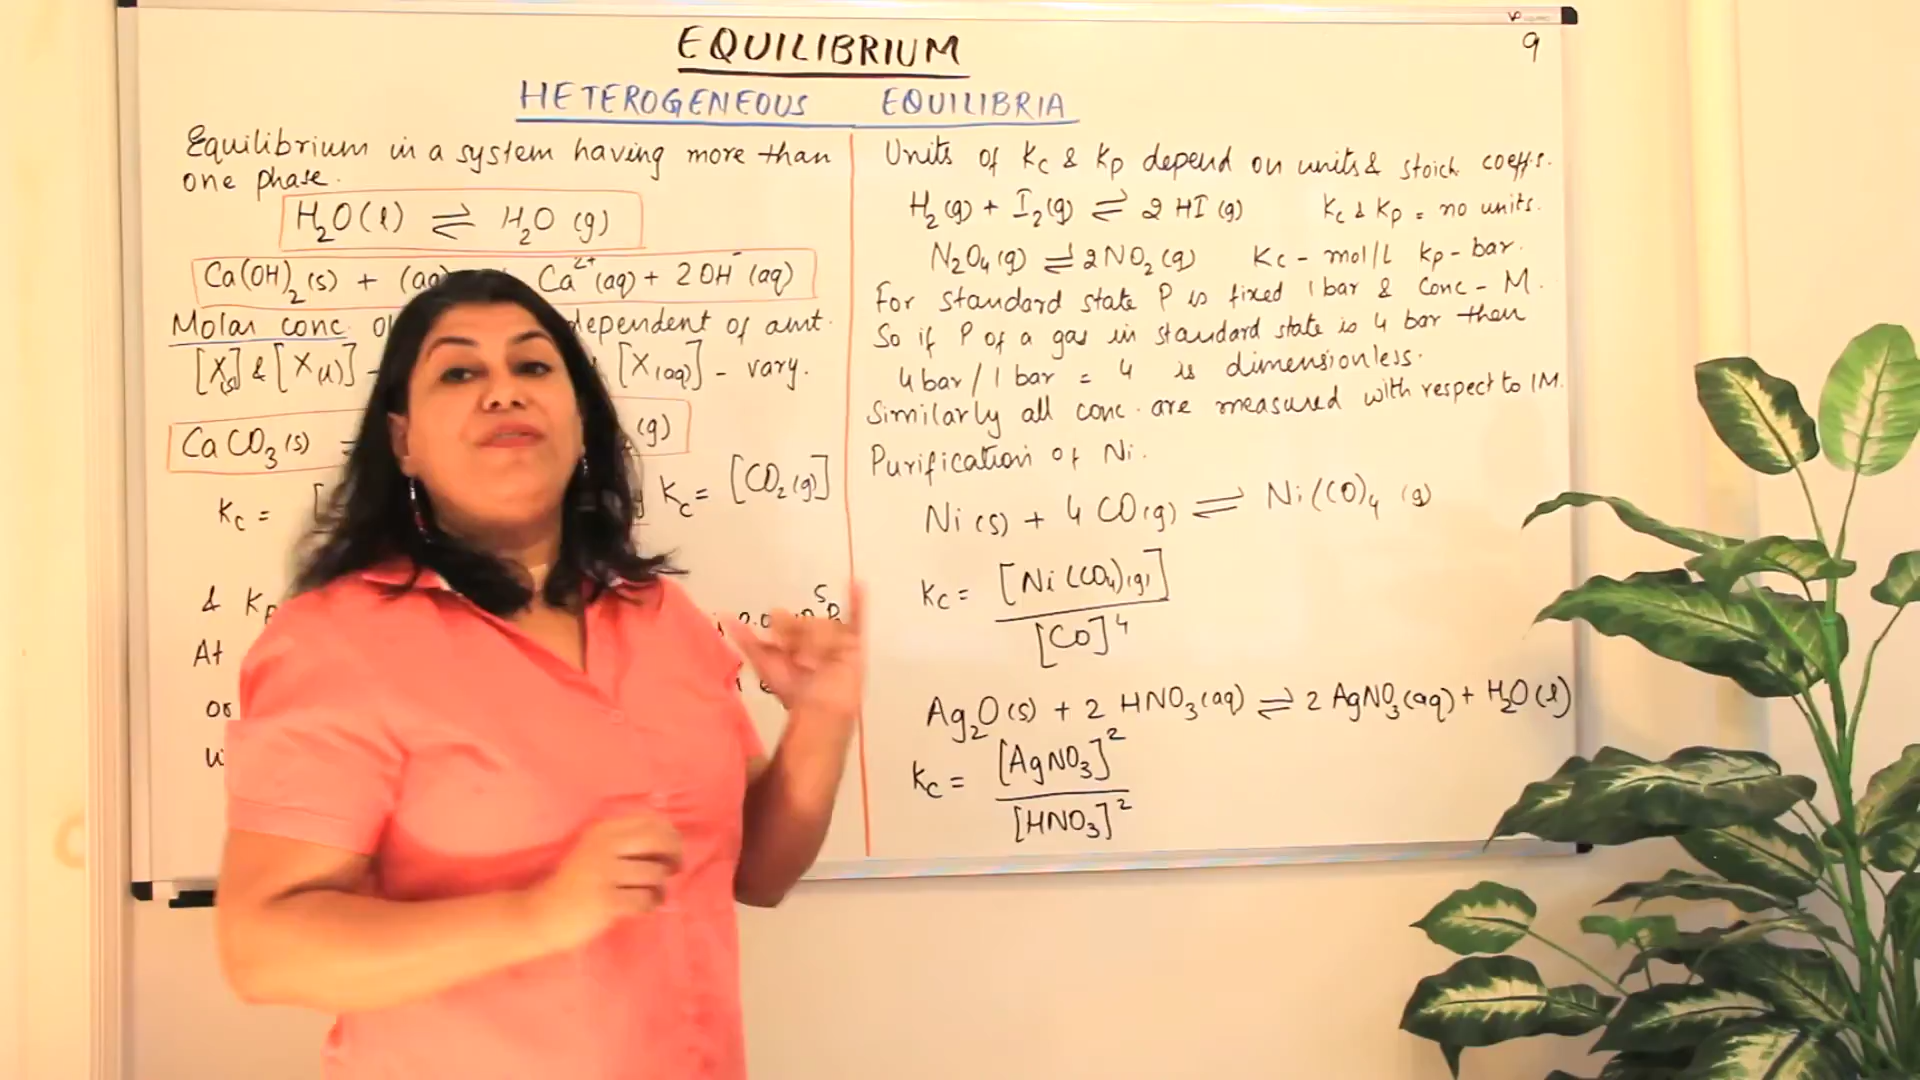 EQUILIBRIUM
9
HETEROGENEOUS EQUILIBRIA
Equilibrium in a system having more than
one phase.
H₂O(l) ⇌ H₂O (g)
Ca(OH)₂(s) + (aq) Ca²⁺(aq) + 2OH⁻(aq)
Molar conc. dependent of amt.
[X(s)] & [X(l)] - [X(aq)] - vary.
CaCO₃(s) (g)
Kc = Kc = [CO₂(g)]
& Kp
At
or
Units of Kc & Kp depend on units & stoich coeffs.
H₂(g) + I₂(g) ⇌ 2HI(g) Kc & Kp = no units.
N₂O₄(g) ⇌ 2NO₂(g) Kc - mol/L Kp - bar.
For standard state P is fixed 1 bar & conc - M.
So if P of a gas in standard state is 4 bar then
4 bar / 1 bar = 4 is dimensionless.
Similarly all conc. are measured with respect to 1M.
Purification of Ni.
Ni(s) + 4CO(g) ⇌ Ni(CO)₄ (g)
Kc = [Ni(CO₄)(g)]
[CO]⁴
Ag₂O(s) + 2 HNO₃(aq) ⇌ 2 AgNO₃(aq) + H₂O(l)
Kc = [AgNO₃]²
[HNO₃]²